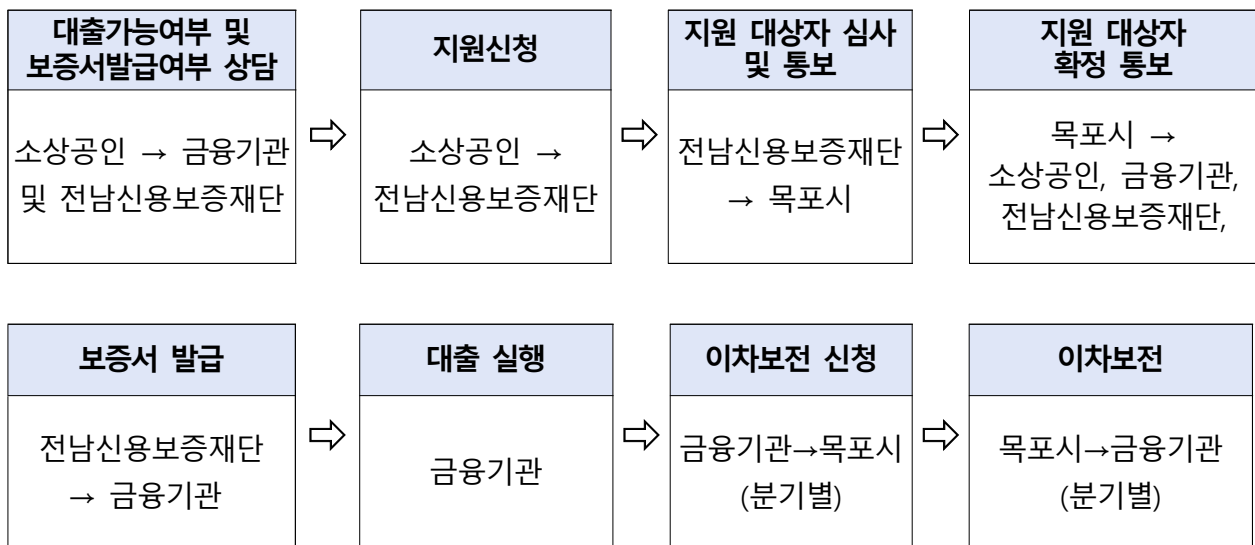 대출가능여부 및
보증서발급여부 상담
소상공인 → 금융기관
및 전남신용보증재단
⇨
지원신청
소상공인 →
전남신용보증재단
⇨
지원 대상자 심사
및 통보
전남신용보증재단
→ 목포시
⇨
지원 대상자
확정 통보
목포시 →
소상공인, 금융기관,
전남신용보증재단,
보증서 발급
전남신용보증재단
→ 금융기관
⇨
대출 실행
금융기관
⇨
이차보전 신청
금융기관→목포시
(분기별)
⇨
이차보전
목포시→금융기관
(분기별)